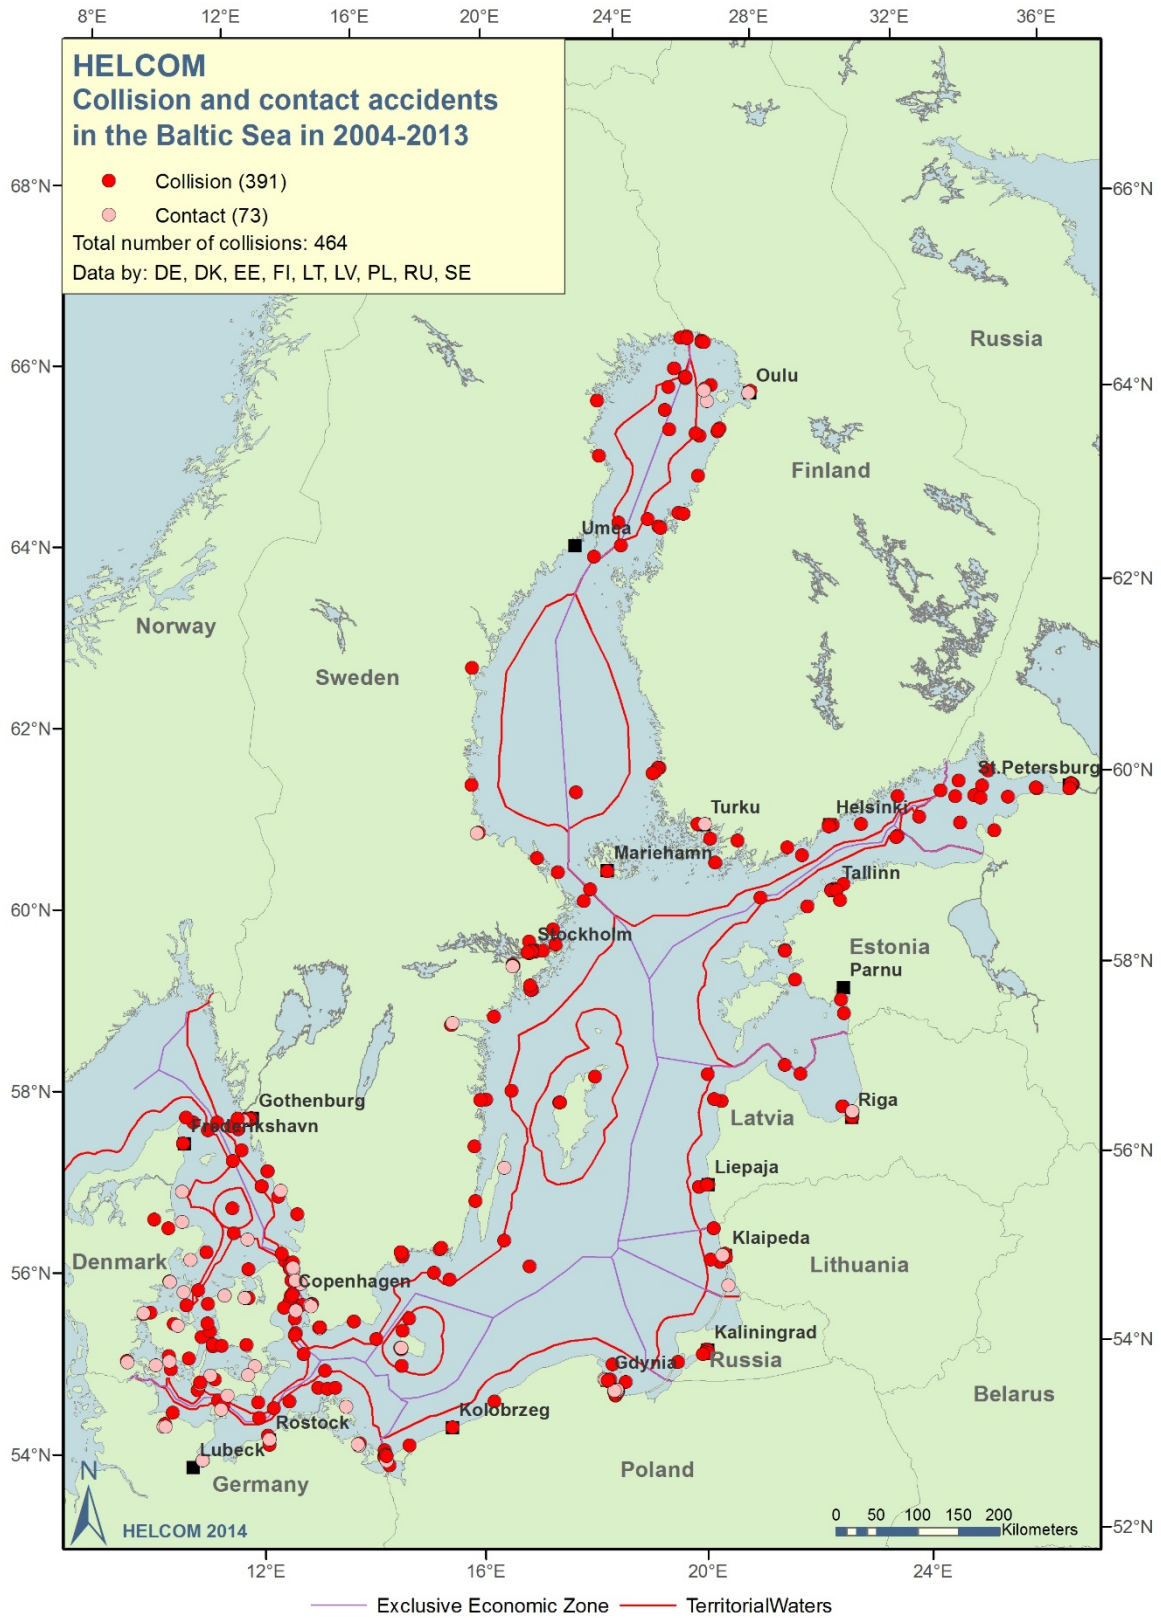 8°E 12°E 16°E 20°E 24°E 28°E 32°E 36°E
HELCOM
Collision and contact accidents
in the Baltic Sea in 2004-2013
Collision (391)
Contact (73)
Total number of collisions: 464
Data by: DE, DK, EE, FI, LT, LV, PL, RU, SE
68°N
66°N
Russia
66°N
Oulu
64°N
Finland
Umea
64°N
62°N
Norway
Sweden
62°N
St.Petersburg
60°N
Turku
Helsinki
Mariehamn
Tallinn
60°N
Stockholm
Estonia
58°N
Parnu
58°N
Gothenburg
Riga
Frederikshavn
Latvia
56°N
Liepaja
Klaipeda
Denmark
Lithuania
56°N
Copenhagen
Kaliningrad
54°N
Russia
Gdynia
Belarus
Kolobrzeg
Rostock
Lubeck
54°N
Poland
N
Germany
0 50 100 150 200
Kilometers
HELCOM 2014
52°N
12°E 16°E 20°E 24°E
Exclusive Economic Zone
TerritorialWaters